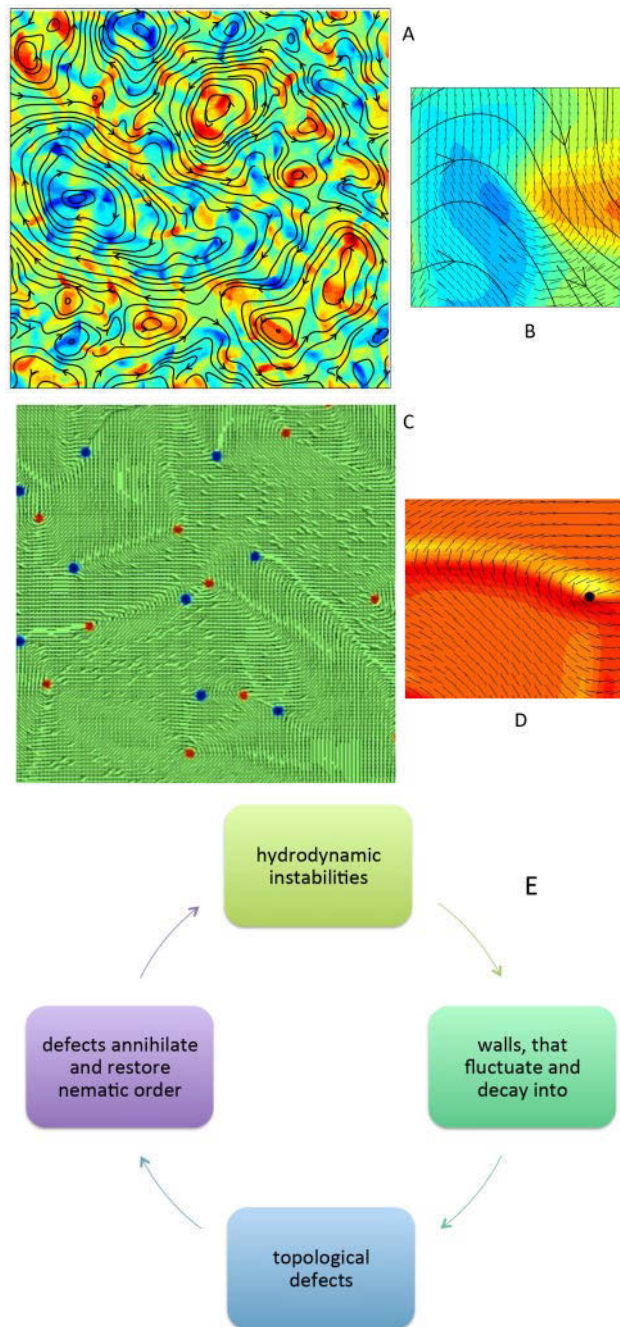 A
B
C
D
hydrodynamic
instabilities
E
defects annihilate
and restore
nematic order
walls, that
fluctuate and
decay into
topological
defects